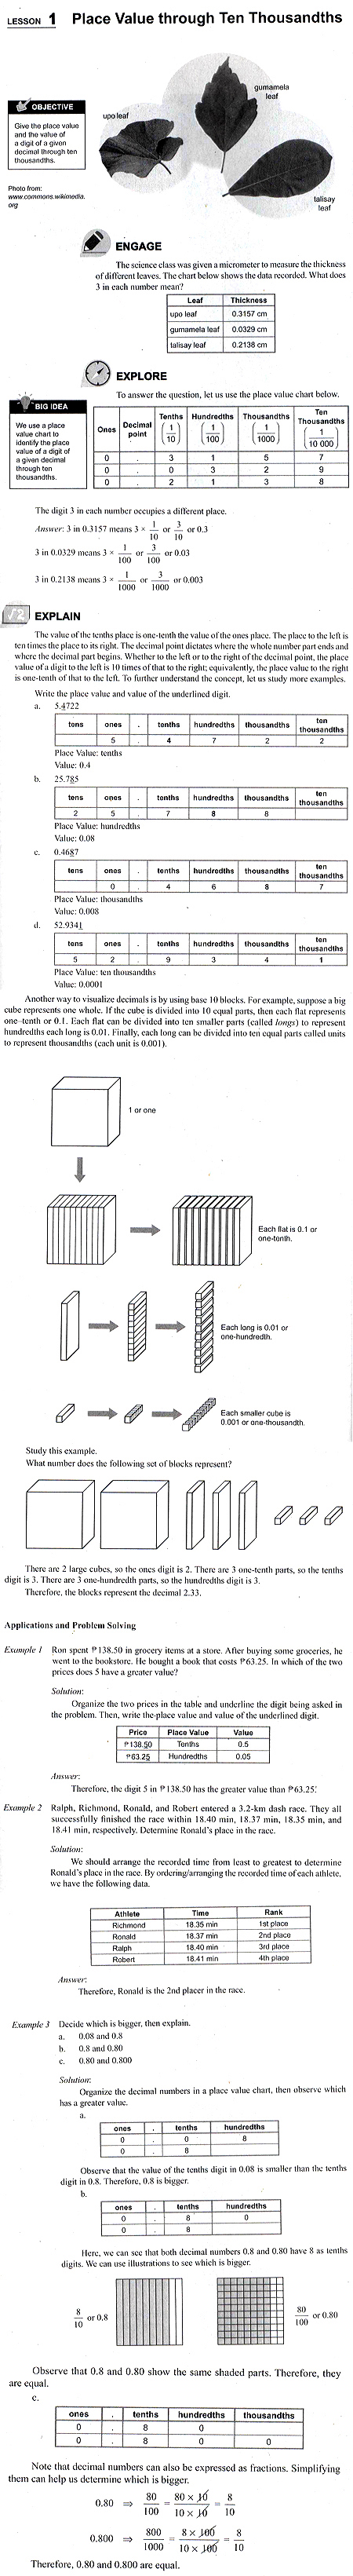 LESSON 1 Place Value through Ten Thousandths
OBJECTIVE
Give the place value
and the value of
a digit of a given
decimal through ten
thousandths.
Photo from:
www.commons.wikimedia.
org
upo leaf
gumamela
leaf
talisay
leaf
ENGAGE
The science class was given a micrometer to measure the thickness
of different leaves. The chart below shows the data recorded. What does
3 in each number mean?
Leaf Thickness
upo leaf 0.3157 cm
gumamela leaf 0.0329 cm
talisay leaf 0.2138 cm
EXPLORE
To answer the question, let us use the place value chart below.
BIG IDEA
We use a place
value chart to
identify the place
value of a digit of
a given decimal
through ten
thousandths.
Ones Decimal point Tenths (1/10) Hundredths (1/100) Thousandths (1/1000) Ten Thousandths (1/10 000)
0 . 3 1 5 7
0 . 0 3 2 9
0 . 2 1 3 8
The digit 3 in each number occupies a different place.
Answer: 3 in 0.3157 means 3 × 1/10 or 3/10 or 0.3
3 in 0.0329 means 3 × 1/100 or 3/100 or 0.03
3 in 0.2138 means 3 × 1/1000 or 3/1000 or 0.003
√2 EXPLAIN
The value of the tenths place is one-tenth the value of the ones place. The place to the left is
ten times the place to its right. The decimal point dictates where the whole number part ends and
where the decimal part begins. Whether to the left or to the right of the decimal point, the place
value of a digit to the left is 10 times of that to the right; equivalently, the place value to the right
is one-tenth of that to the left. To further understand the concept, let us study more examples.
Write the place value and value of the underlined digit.
a. 5.4722
tens ones . tenths hundredths thousandths ten thousandths
5 . 4 7 2 2
Place Value: tenths
Value: 0.4
b. 25.785
tens ones . tenths hundredths thousandths ten thousandths
2 5 . 7 8 8
Place Value: hundredths
Value: 0.08
c. 0.4687
tens ones . tenths hundredths thousandths ten thousandths
0 . 4 6 8 7
Place Value: thousandths
Value: 0.008
d. 52.9341
tens ones . tenths hundredths thousandths ten thousandths
5 2 . 9 3 4 1
Place Value: ten thousandths
Value: 0.0001
Another way to visualize decimals is by using base 10 blocks. For example, suppose a big
cube represents one whole. If the cube is divided into 10 equal parts, then each flat represents
one-tenth or 0.1. Each flat can be divided into ten smaller parts (called longs) to represent
hundredths each long is 0.01. Finally, each long can be divided into ten equal parts called units
to represent thousandths (each unit is 0.001).
1 or one
Each flat is 0.1 or
one-tenth.
Each long is 0.01 or
one-hundredth.
Each smaller cube is
0.001 or one-thousandth.
Study this example.
What number does the following set of blocks represent?
There are 2 large cubes, so the ones digit is 2. There are 3 one-tenth parts, so the tenths
digit is 3. There are 3 one-hundredth parts, so the hundredths digit is 3.
Therefore, the blocks represent the decimal 2.33.
Applications and Problem Solving
Example 1 Ron spent ₱138.50 in grocery items at a store. After buying some groceries, he
went to the bookstore. He bought a book that costs ₱63.25. In which of the two
prices does 5 have a greater value?
Solution:
Organize the two prices in the table and underline the digit being asked in
the problem. Then, write the place value and value of the underlined digit.
Price Place Value Value
₱138.50 Tenths 0.5
₱63.25 Hundredths 0.05
Answer:
Therefore, the digit 5 in ₱138.50 has the greater value than ₱63.25.
Example 2 Ralph, Richmond, Ronald, and Robert entered a 3.2-km dash race. They all
successfully finished the race within 18.40 min, 18.37 min, 18.35 min, and
18.41 min, respectively. Determine Ronald's place in the race.
Solution:
We should arrange the recorded time from least to greatest to determine
Ronald's place in the race. By ordering/arranging the recorded time of each athlete,
we have the following data.
Athlete Time Rank
Richmond 18.35 min 1st place
Ronald 18.37 min 2nd place
Ralph 18.40 min 3rd place
Robert 18.41 min 4th place
Answer:
Therefore, Ronald is the 2nd placer in the race.
Example 3 Decide which is bigger, then explain.
a. 0.08 and 0.8
b. 0.8 and 0.80
c. 0.80 and 0.800
Solution:
Organize the decimal numbers in a place value chart, then observe which
has a greater value.
a.
ones . tenths hundredths
0 . 0 8
0 . 8
Observe that the value of the tenths digit in 0.08 is smaller than the tenths
digit in 0.8. Therefore, 0.8 is bigger.
b.
ones . tenths hundredths
0 . 8 0
0 . 8
Here, we can see that both decimal numbers 0.8 and 0.80 have 8 as tenths
digits. We can use illustrations to see which is bigger.
8/10 or 0.8
80/100 or 0.80
Observe that 0.8 and 0.80 show the same shaded parts. Therefore, they
are equal.
c.
ones . tenths hundredths thousandths
0 . 8 0
0 . 8 0 0
Note that decimal numbers can also be expressed as fractions. Simplifying
them can help us determine which is bigger.
0.80 ⇒ 80/100 = 80 × 10/10 × 10 = 8/10
0.800 ⇒ 800/1000 = 8 × 100/10 × 100 = 8/10
Therefore, 0.80 and 0.800 are equal.